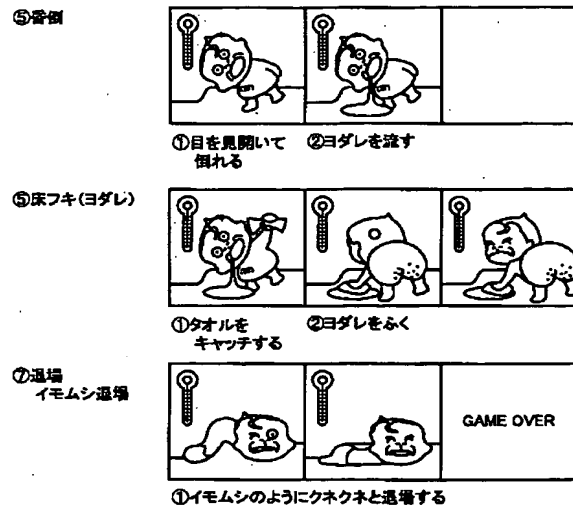 ⑤昏倒
①目を見開いて
倒れる
②ヨダレを流す
⑤床フキ(ヨダレ)
①タオルを
キャッチする
②ヨダレをふく
⑦退場
イモムシ退場
GAME OVER
①イモムシのようにクネクネと退場する